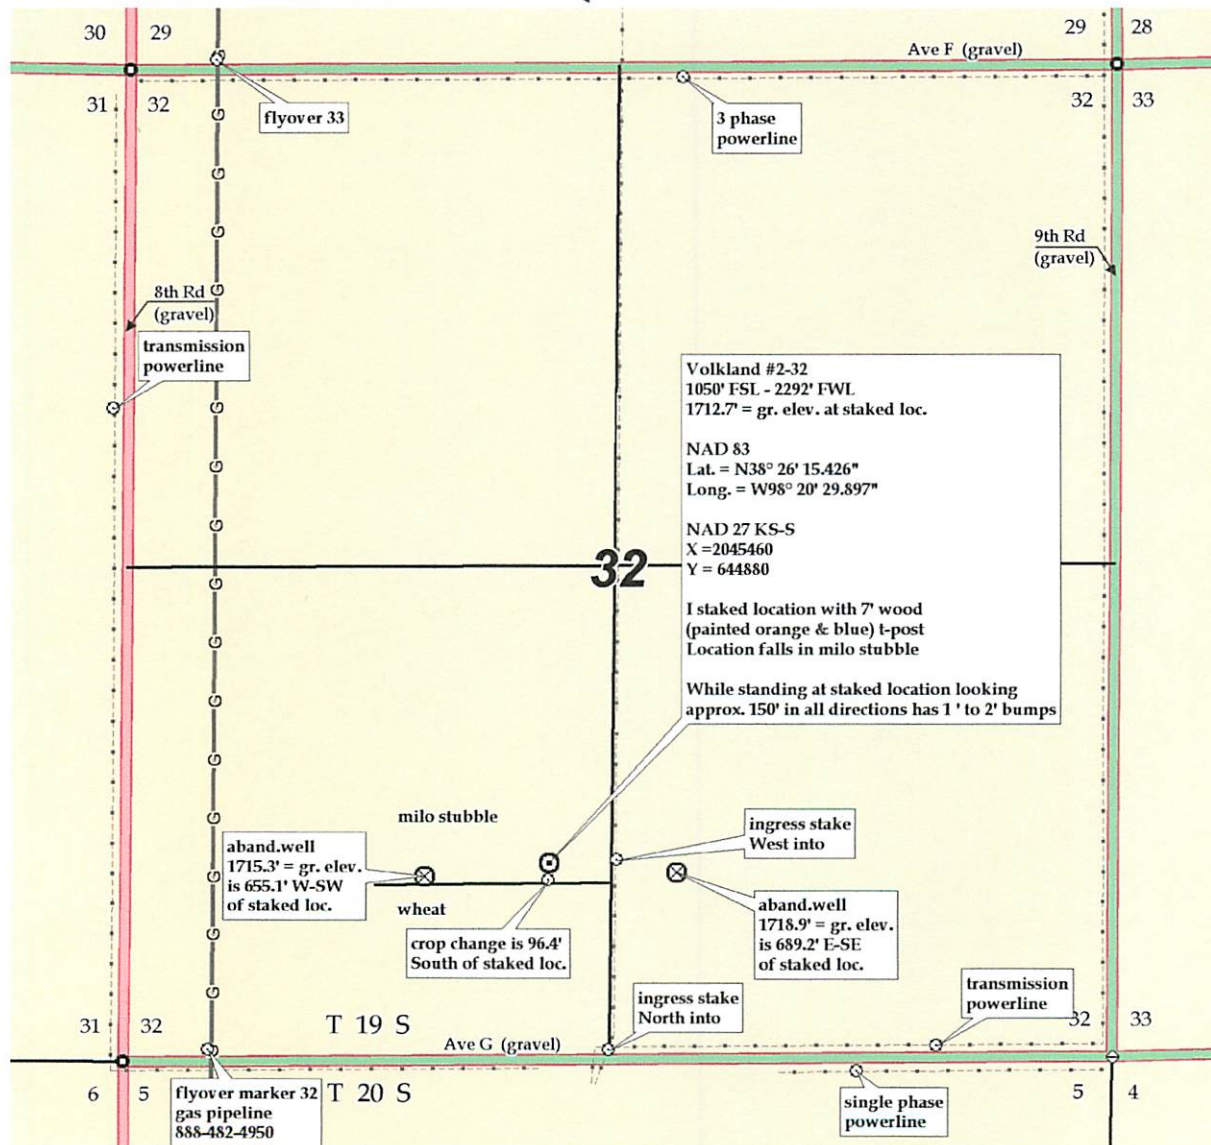 30 29
29 28
Ave F (gravel)
31 32
32 33
flyover 33
3 phase
powerline
G
G
G
G
9th Rd
(gravel)
8th Rd
(gravel)
transmission
powerline
G
G
G
G
G
G
G
G
G
G
G
Volkland #2-32
1050' FSL - 2292' FWL
1712.7' = gr. elev. at staked loc.
NAD 83
Lat. = N38° 26' 15.426"
Long. = W98° 20' 29.897"
NAD 27 KS-S
X =2045460
Y = 644880
I staked location with 7' wood
(painted orange & blue) t-post
Location falls in milo stubble
While standing at staked location looking
approx. 150' in all directions has 1 ' to 2' bumps
32
milo stubble
ingress stake
West into
aband.well
1715.3' = gr. elev.
is 655.1' W-SW
of staked loc.
wheat
aband.well
1718.9' = gr. elev.
is 689.2' E-SE
of staked loc.
crop change is 96.4'
South of staked loc.
ingress stake
North into
transmission
powerline
31 32
T 19 S
32 33
Ave G (gravel)
6 5
T 20 S
5 4
flyover marker 32
gas pipeline
888-482-4950
single phase
powerline